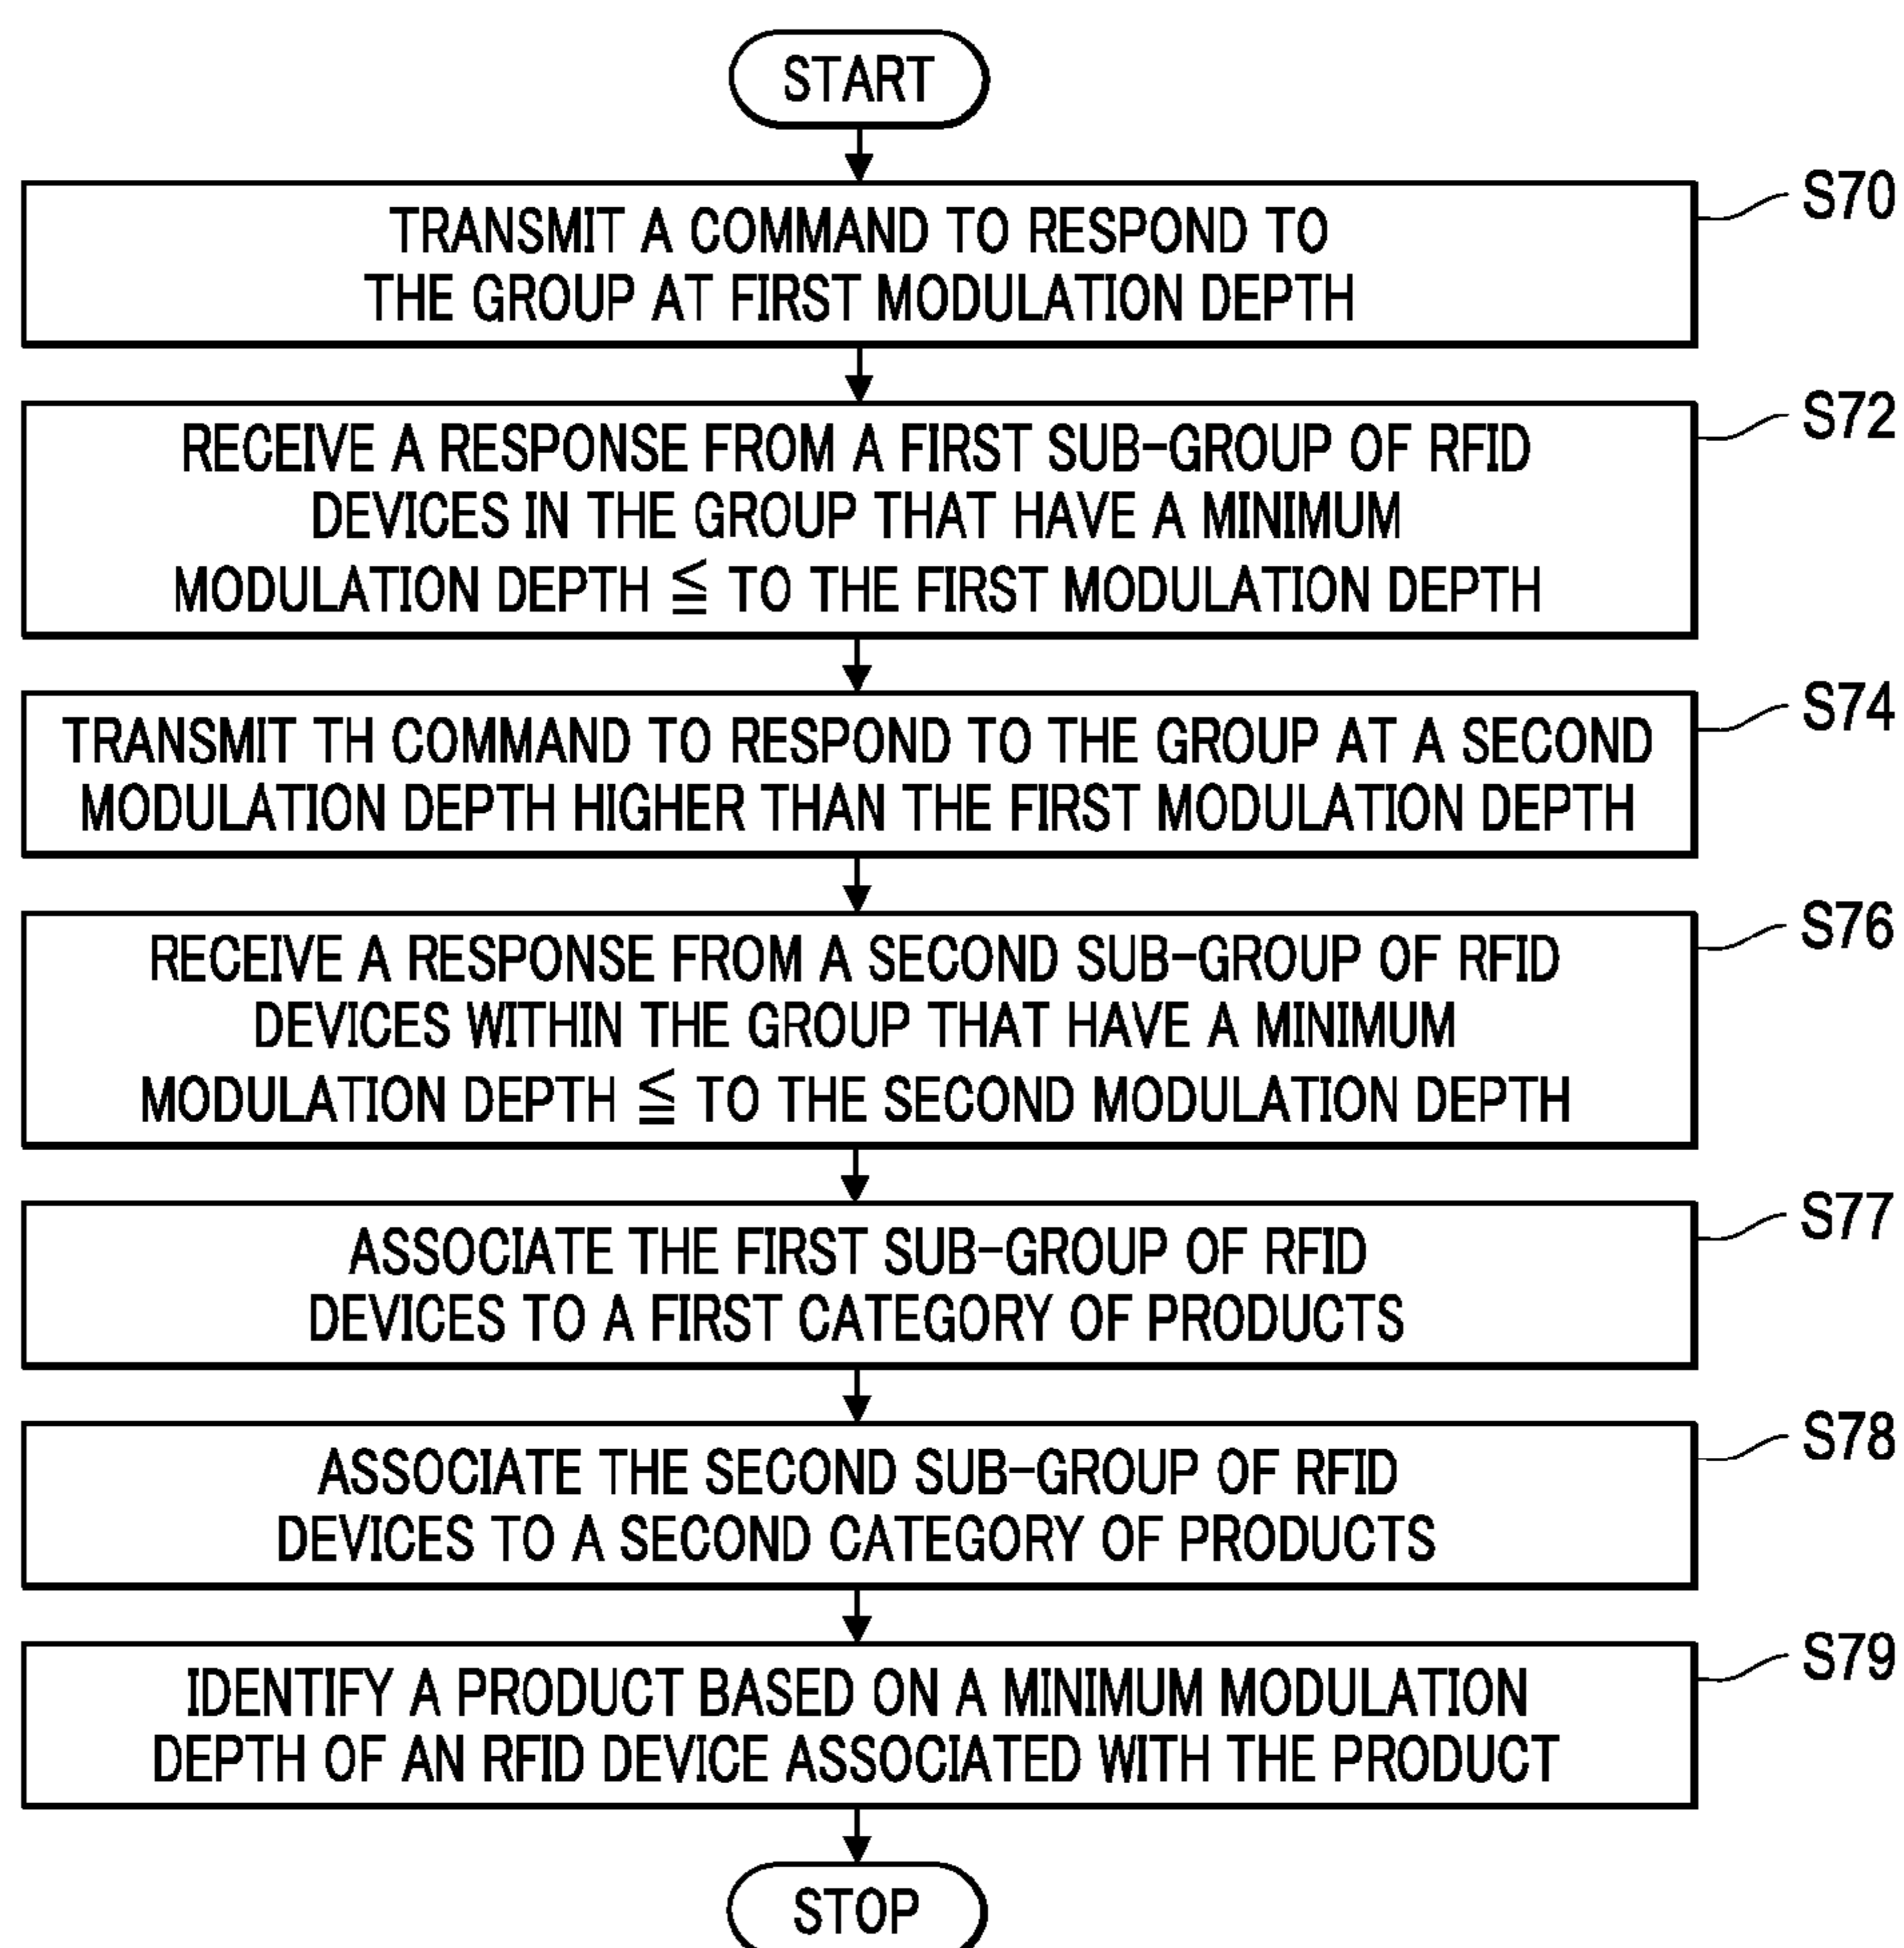 START
TRANSMIT A COMMAND TO RESPOND TO
THE GROUP AT FIRST MODULATION DEPTH
S70
RECEIVE A RESPONSE FROM A FIRST SUB-GROUP OF RFID
DEVICES IN THE GROUP THAT HAVE A MINIMUM
MODULATION DEPTH ≦ TO THE FIRST MODULATION DEPTH
S72
TRANSMIT TH COMMAND TO RESPOND TO THE GROUP AT A SECOND
MODULATION DEPTH HIGHER THAN THE FIRST MODULATION DEPTH
S74
RECEIVE A RESPONSE FROM A SECOND SUB-GROUP OF RFID
DEVICES WITHIN THE GROUP THAT HAVE A MINIMUM
MODULATION DEPTH ≦ TO THE SECOND MODULATION DEPTH
S76
ASSOCIATE THE FIRST SUB-GROUP OF RFID
DEVICES TO A FIRST CATEGORY OF PRODUCTS
S77
ASSOCIATE THE SECOND SUB-GROUP OF RFID
DEVICES TO A SECOND CATEGORY OF PRODUCTS
S78
IDENTIFY A PRODUCT BASED ON A MINIMUM MODULATION
DEPTH OF AN RFID DEVICE ASSOCIATED WITH THE PRODUCT
S79
STOP